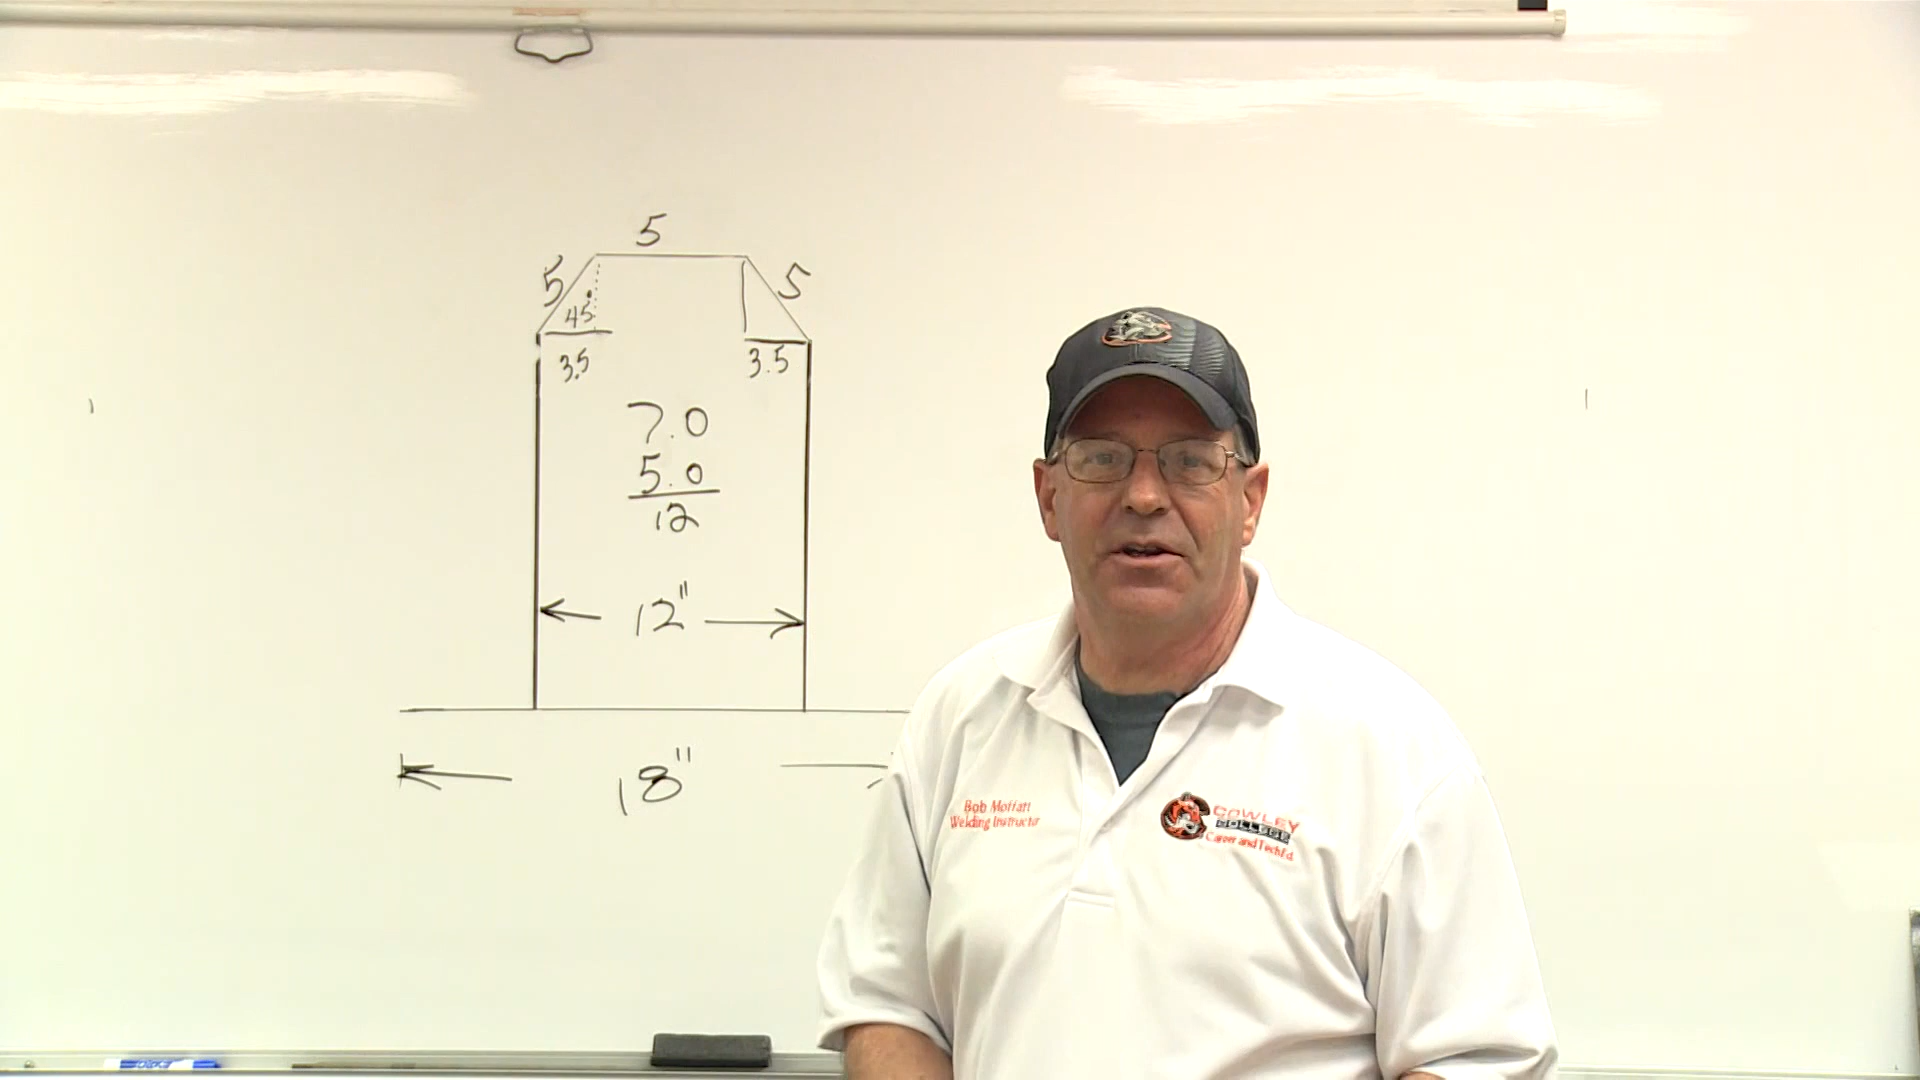 5
5
5
45°
3.5
3.5
7.0
5.0
12
12"
18"
Bob Moffatt
Welding Instructor
COWLEY
COLLEGE
Career and Tech Ed